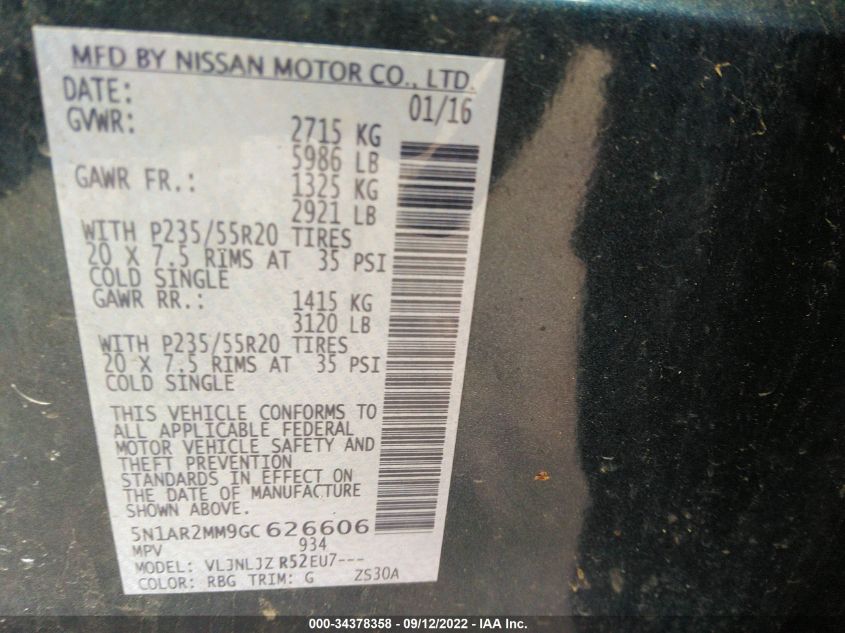 MFD BY NISSAN MOTOR CO., LTD.
DATE: 01/16
GVWR: 2715 KG
5986 LB
GAWR FR.: 1325 KG
2921 LB
WITH P235/55R20 TIRES
20 X 7.5 RIMS AT 35 PSI
COLD SINGLE
GAWR RR.: 1415 KG
3120 LB
WITH P235/55R20 TIRES
20 X 7.5 RIMS AT 35 PSI
COLD SINGLE
THIS VEHICLE CONFORMS TO
ALL APPLICABLE FEDERAL
MOTOR VEHICLE SAFETY AND
THEFT PREVENTION
STANDARDS IN EFFECT ON
THE DATE OF MANUFACTURE
SHOWN ABOVE.
5N1AR2MM9GC 626606
MPV 934
MODEL: VLJNLJZ R52EU7---
COLOR: RBG TRIM: G ZS30A
000-34378358 - 09/12/2022 - IAA Inc.